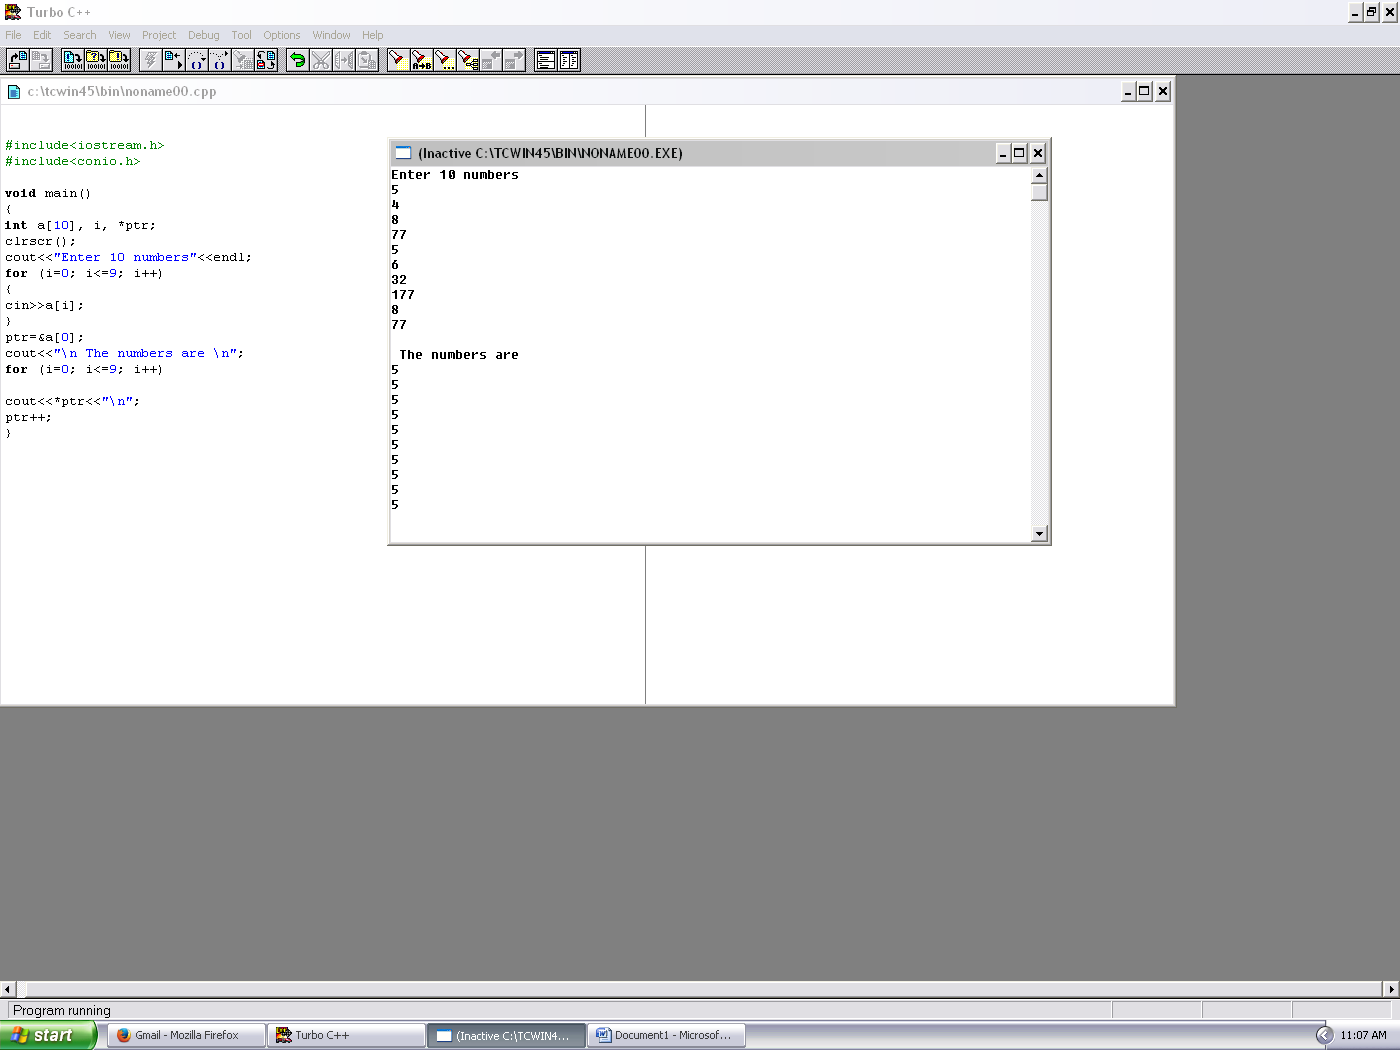 Turbo C++
File Edit Search View Project Debug Tool Options Window Help
c:\tcwin45\bin\noname00.cpp
#include<iostream.h>
#include<conio.h>
void main()
{
int a[10], i, *ptr;
clrscr();
cout<<"Enter 10 numbers"<<endl;
for (i=0; i<=9; i++)
{
cin>>a[i];
}
ptr=&a[0];
cout<<"\n The numbers are \n";
for (i=0; i<=9; i++)
cout<<*ptr<<"\n";
ptr++;
}
(Inactive C:\TCWIN45\BIN\NONAME00.EXE)
Enter 10 numbers
5
4
8
77
5
6
32
177
8
77
The numbers are
5
5
5
5
5
5
5
5
5
5
Program running
start
Gmail - Mozilla Firefox
Turbo C++
(Inactive C:\TCWIN4...
Document1 - Microsof...
11:07 AM